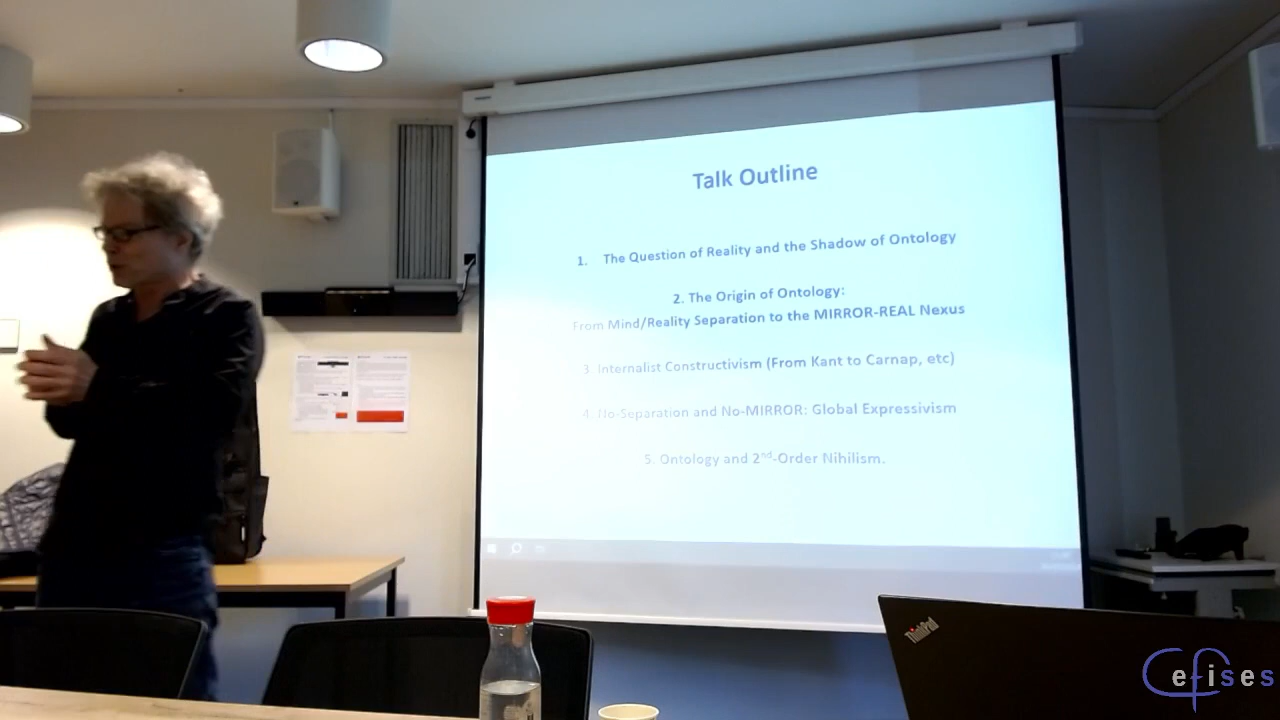 Talk Outline
1. The Question of Reality and the Shadow of Ontology
2. The Origin of Ontology:
From Mind/Reality Separation to the MIRROR-REAL Nexus
3. Internalist Constructivism (From Kant to Carnap, etc)
4. No-Separation and No-MIRROR: Global Expressivism
5. Ontology and 2nd-Order Nihilism.
ThinkPad
Cefises